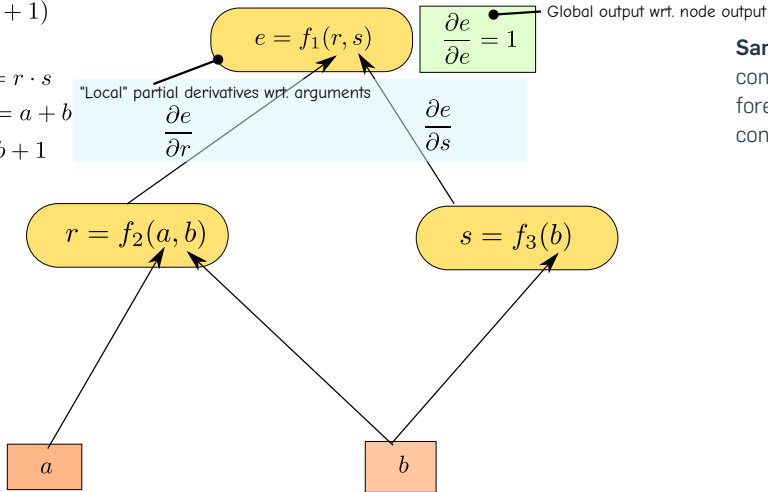 + 1)
= r · s
= a + b
b + 1
e = f₁(r, s)
∂e/∂e = 1
Global output wrt. node output
"Local" partial derivatives wrt. arguments
∂e/∂r
∂e/∂s
r = f₂(a, b)
s = f₃(b)
a
b
con
fore
con